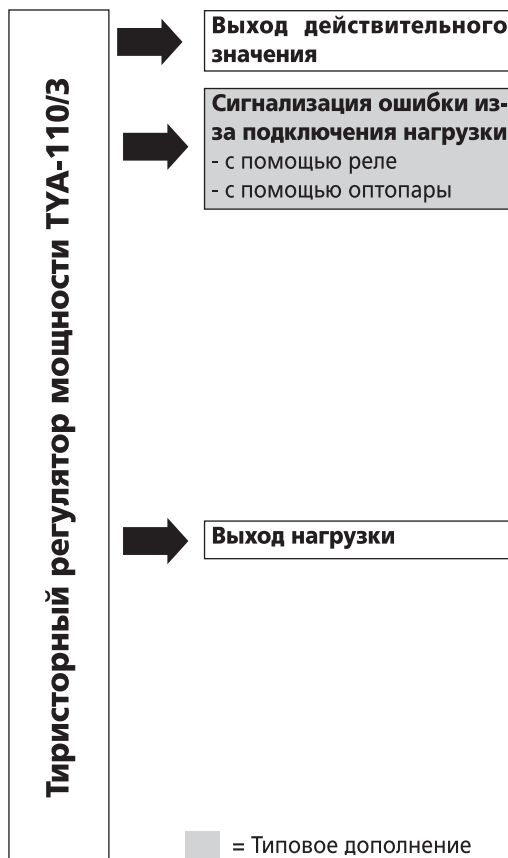 Тиристорный регулятор мощности TYA-110/3
Выход действительного
значения
Сигнализация ошибки из-
за подключения нагрузки
- с помощью реле
- с помощью оптопары
Выход нагрузки
= Типовое дополнение